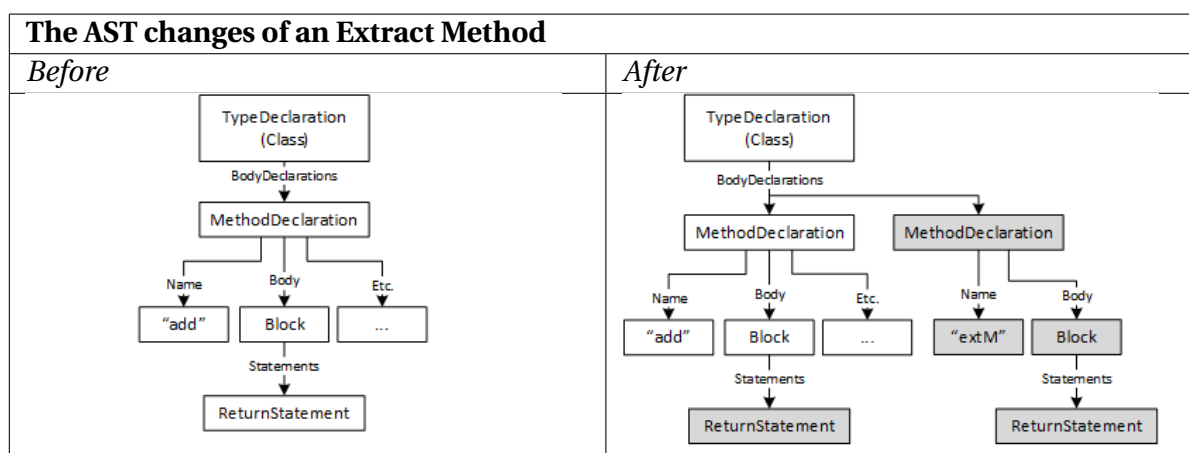 The AST changes of an Extract Method
Before
After
TypeDeclaration
(Class)
BodyDeclarations
MethodDeclaration
Name
Body
Etc.
"add"
Block
...
Statements
ReturnStatement
TypeDeclaration
(Class)
BodyDeclarations
MethodDeclaration
MethodDeclaration
Name
Body
Etc.
Name
Body
"add"
Block
...
"extM"
Block
Statements
Statements
ReturnStatement
ReturnStatement